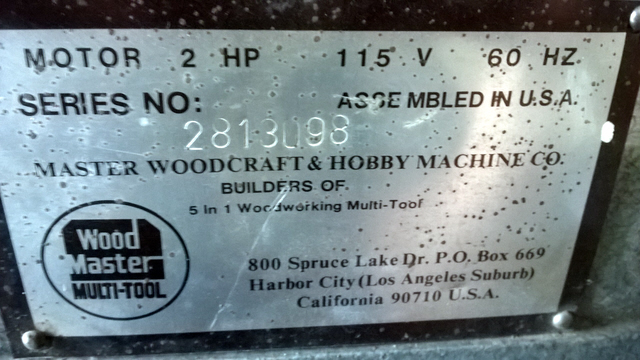 MOTOR 2 HP 115 V 60 HZ
SERIES NO: ASSEMBLED IN U.S.A.
2813098
MASTER WOODCRAFT & HOBBY MACHINE CO.
BUILDERS OF.
5 In 1 Woodworking Multi-Tool
Wood
Master
MULTI-TOOL
800 Spruce Lake Dr. P.O. Box 669
Harbor City (Los Angeles Suburb)
California 90710 U.S.A.